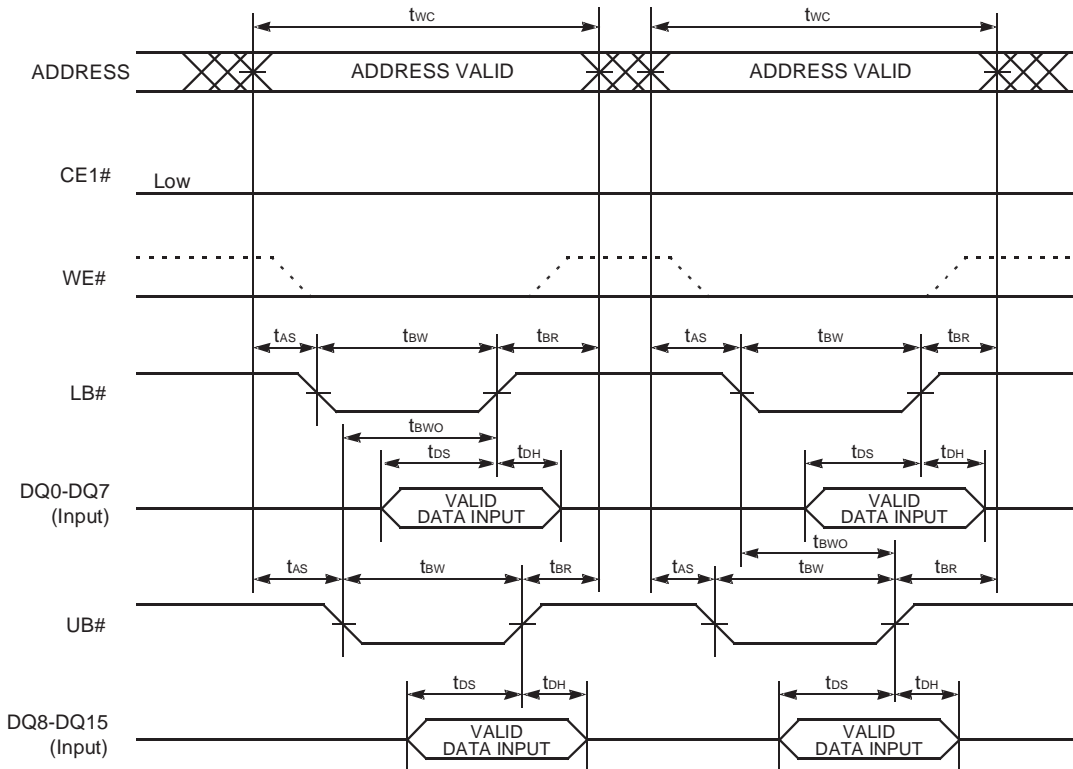 tWC tWC
ADDRESS ADDRESS VALID ADDRESS VALID
CE1# Low
WE#
tAS tBW tBR tAS tBW tBR
LB#
tBWO
tDS tDH tDS tDH
DQ0-DQ7
(Input)
VALID
DATA INPUT
VALID
DATA INPUT
tBWO
tAS tBW tBR tAS tBW tBR
UB#
tDS tDH tDS tDH
DQ8-DQ15
(Input)
VALID
DATA INPUT
VALID
DATA INPUT